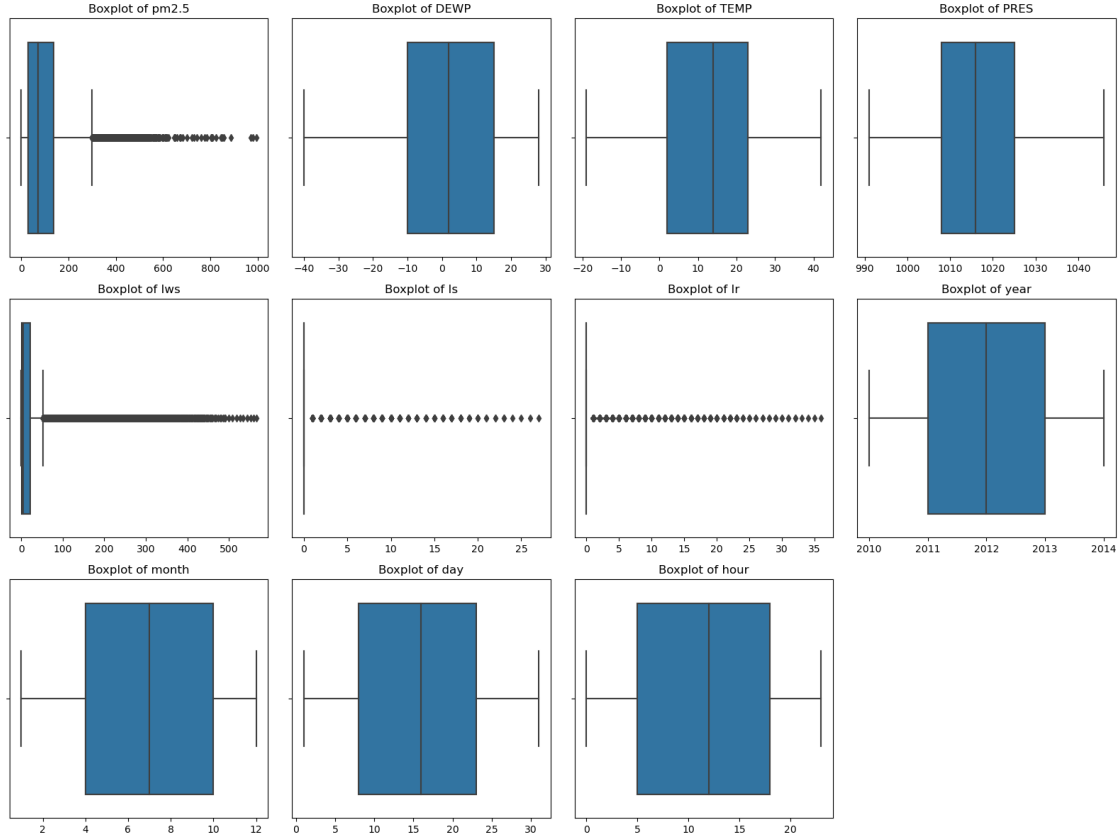 Boxplot of pm2.5
0 200 400 600 800 1000
Boxplot of DEWP
−40 −30 −20 −10 0 10 20 30
Boxplot of TEMP
−20 −10 0 10 20 30 40
Boxplot of PRES
990 1000 1010 1020 1030 1040
Boxplot of Iws
0 100 200 300 400 500
Boxplot of Is
0 5 10 15 20 25
Boxplot of Ir
0 5 10 15 20 25 30 35
Boxplot of year
2010 2011 2012 2013 2014
Boxplot of month
2 4 6 8 10 12
Boxplot of day
0 5 10 15 20 25 30
Boxplot of hour
0 5 10 15 20